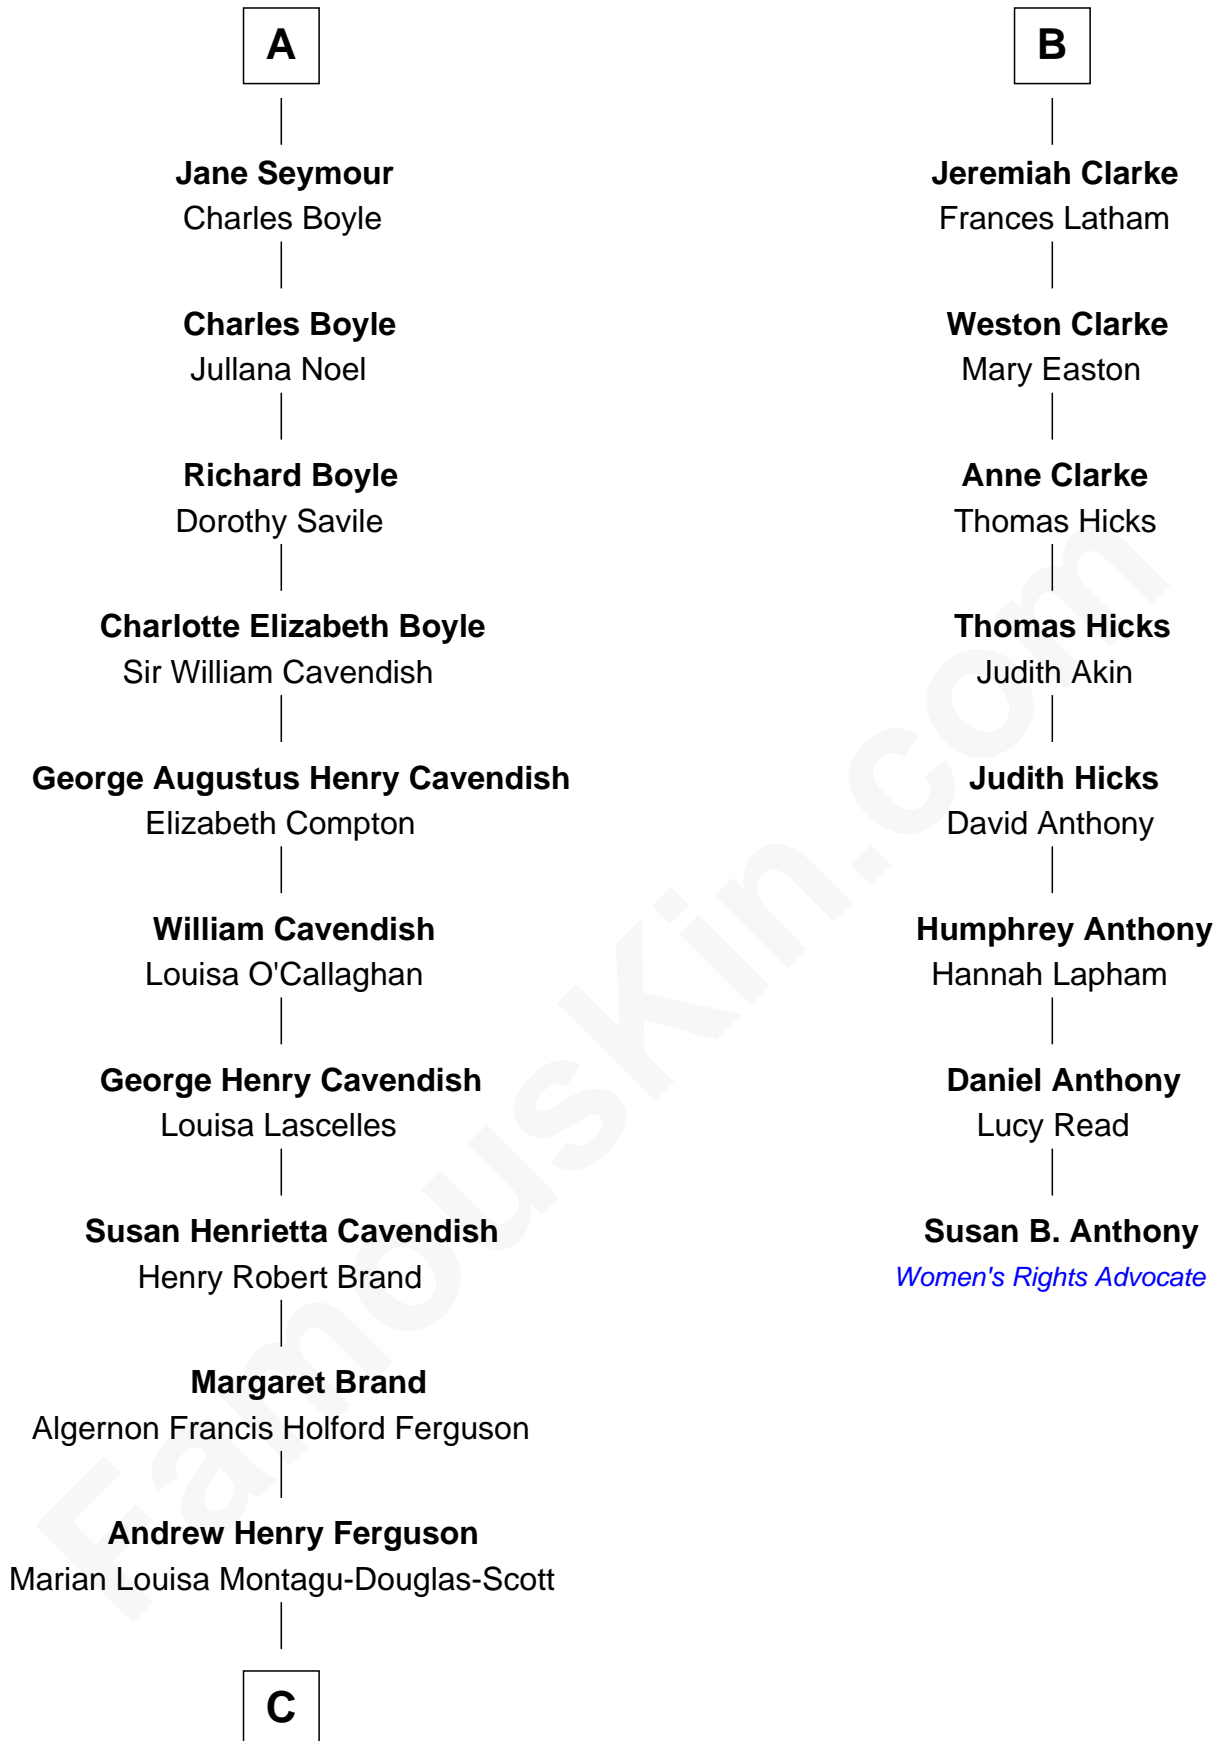 A
Jane Seymour
Charles Boyle
Charles Boyle
Jullana Noel
Richard Boyle
Dorothy Savile
Charlotte Elizabeth Boyle
Sir William Cavendish
George Augustus Henry Cavendish
Elizabeth Compton
William Cavendish
Louisa O'Callaghan
George Henry Cavendish
Louisa Lascelles
Susan Henrietta Cavendish
Henry Robert Brand
Margaret Brand
Algernon Francis Holford Ferguson
Andrew Henry Ferguson
Marian Louisa Montagu-Douglas-Scott
C
B
Jeremiah Clarke
Frances Latham
Weston Clarke
Mary Easton
Anne Clarke
Thomas Hicks
Thomas Hicks
Judith Akin
Judith Hicks
David Anthony
Humphrey Anthony
Hannah Lapham
Daniel Anthony
Lucy Read
Susan B. Anthony
Women's Rights Advocate
FamousKin.com